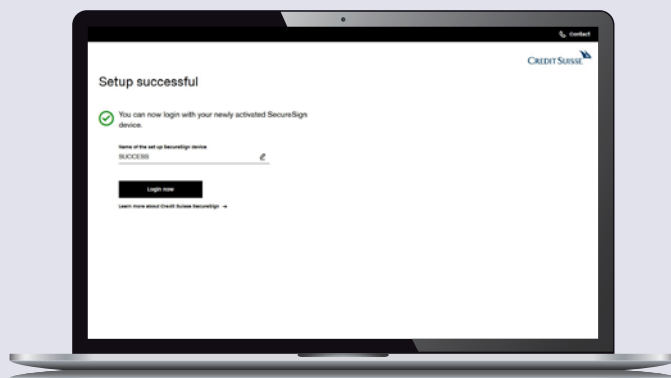 Contact
CREDIT SUISSE
Setup successful
You can now login with your newly activated SecureSign
device.
Name of the set up SecureSign device
SUCCESS
Login now
Learn more about Credit Suisse SecureSign →